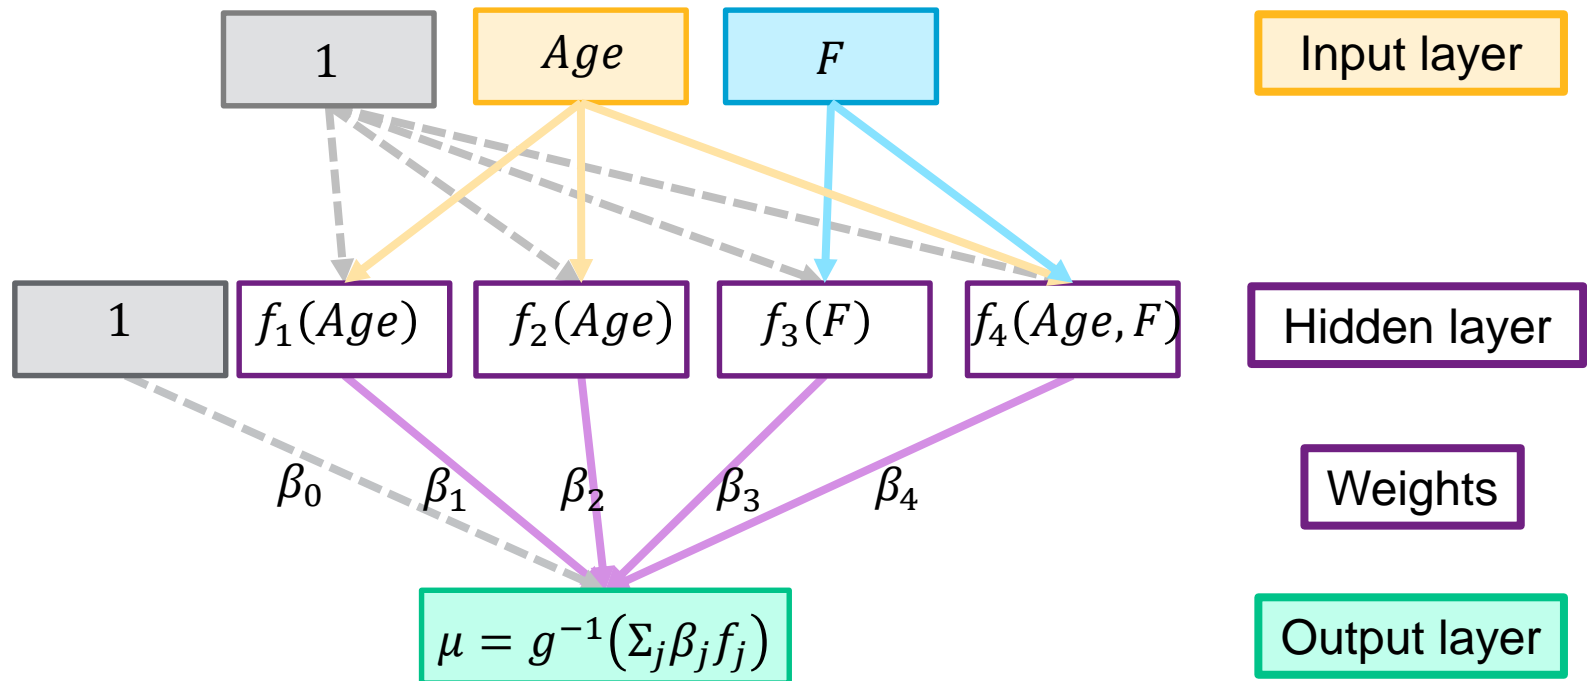 1
Age
F
Input layer
1
f₁(Age)
f₂(Age)
f₃(F)
f₄(Age, F)
Hidden layer
β₀
β₁
β₂
β₃
β₄
Weights
μ = g⁻¹(Σⱼβⱼfⱼ)
Output layer